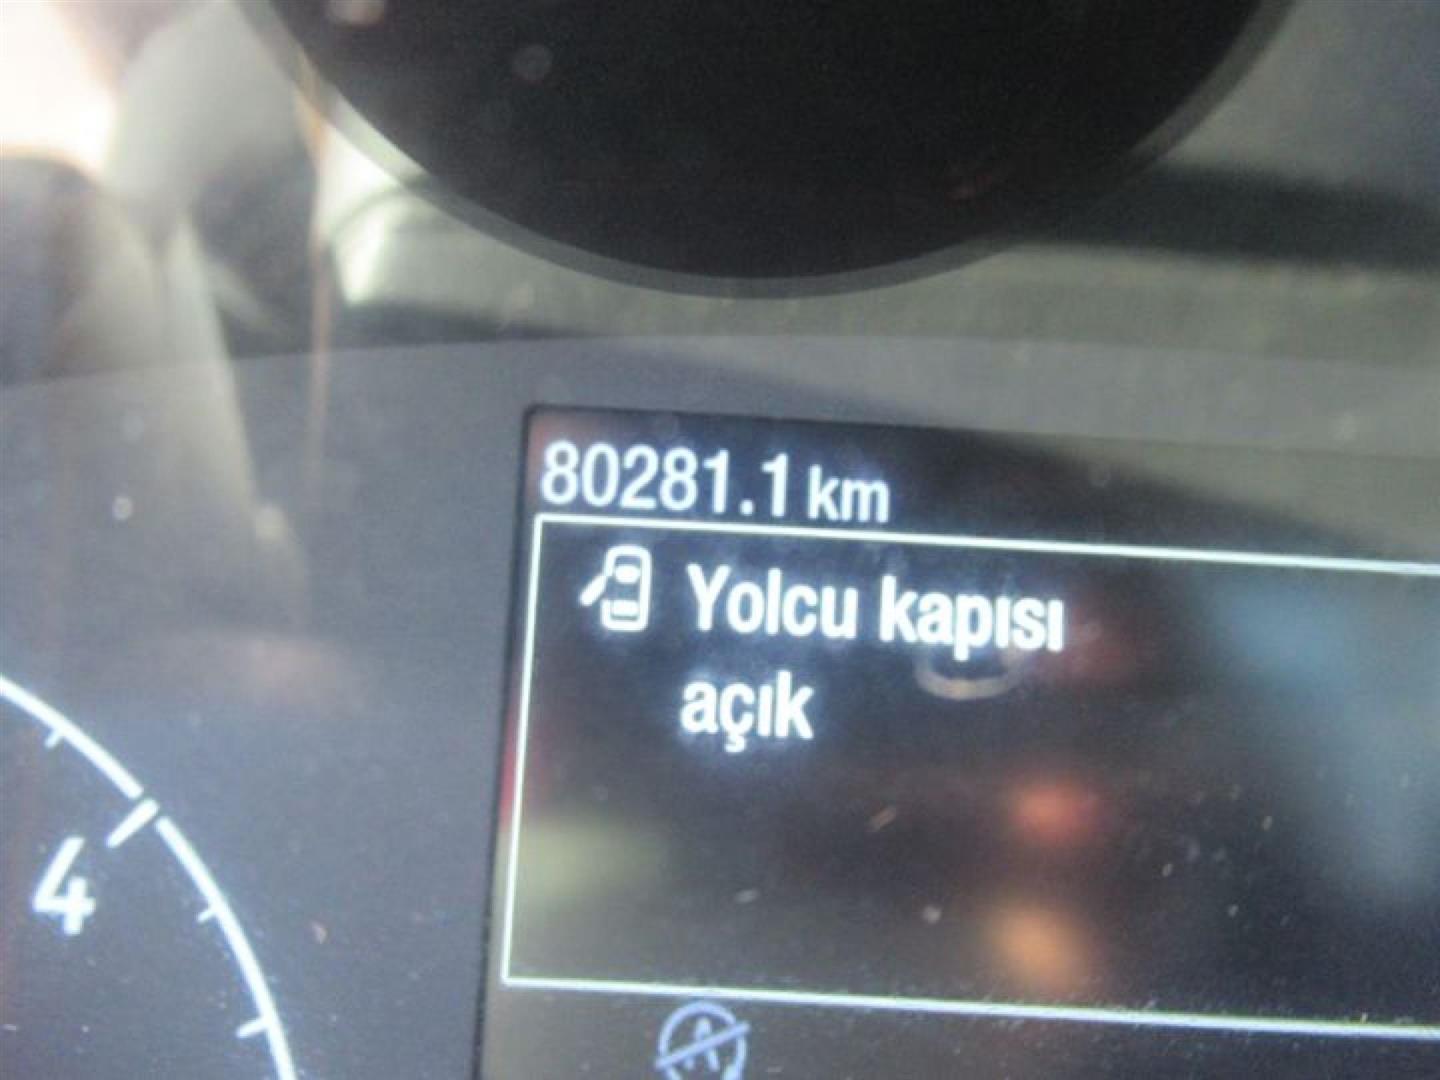 80281.1 km
Yolcu kapısı
açık
4
A